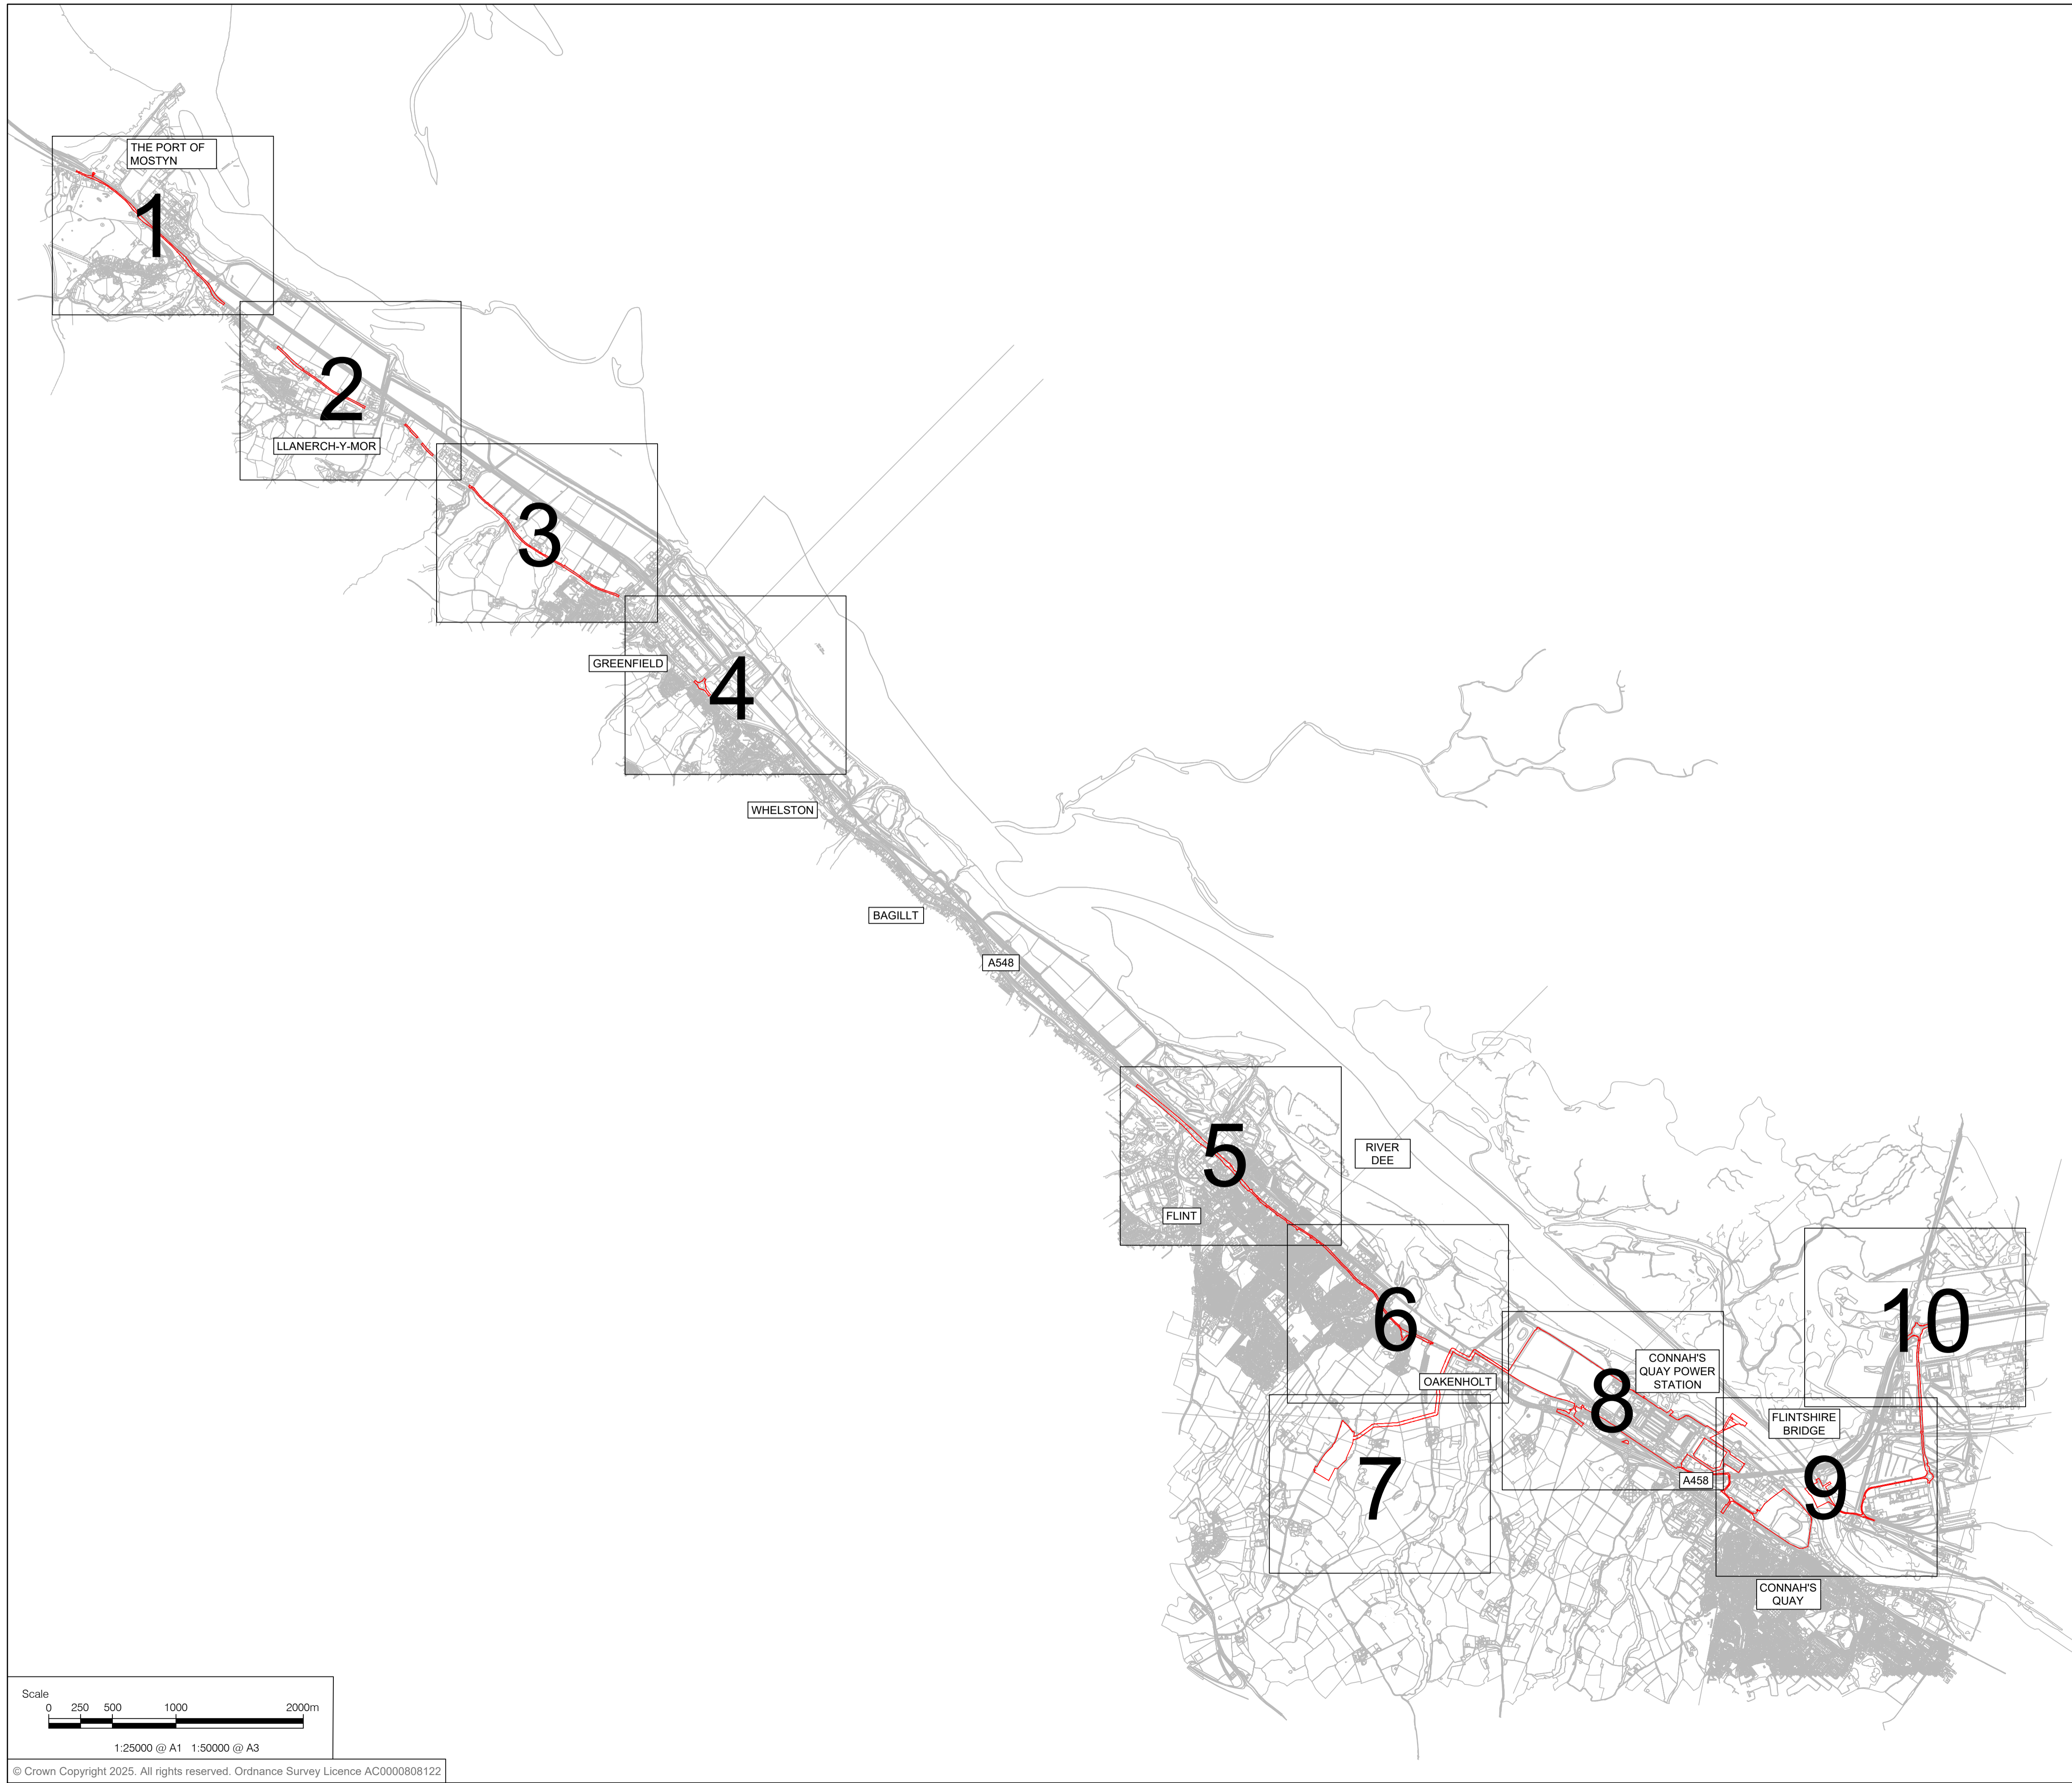 THE PORT OF
MOSTYN
1
2
LLANERCH-Y-MOR
3
GREENFIELD
4
WHELSTON
BAGILLT
A548
5
RIVER
DEE
FLINT
6
OAKENHOLT
7
8
CONNAH'S
QUAY POWER
STATION
A458
10
FLINTSHIRE
BRIDGE
9
CONNAH'S
QUAY
Scale
0 250 500 1000 2000m
1:25000 @ A1 1:50000 @ A3
© Crown Copyright 2025. All rights reserved. Ordnance Survey Licence AC0000808122